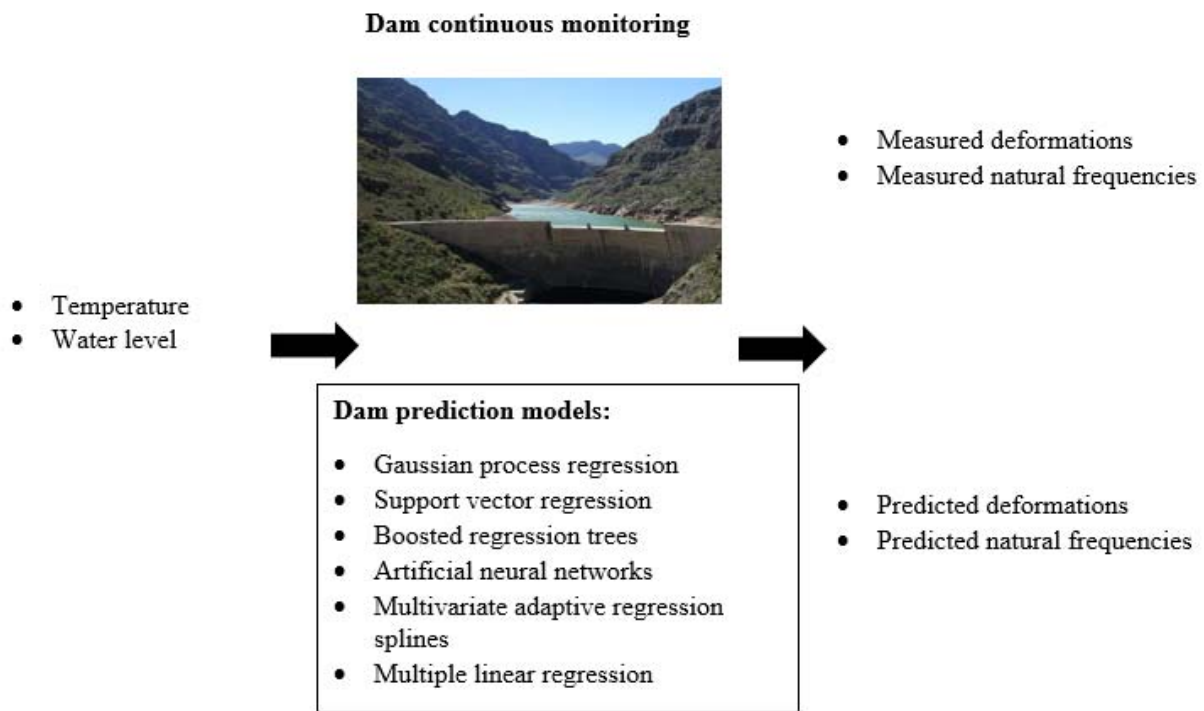 Dam continuous monitoring
• Temperature
• Water level
• Measured deformations
• Measured natural frequencies
Dam prediction models:
• Gaussian process regression
• Support vector regression
• Boosted regression trees
• Artificial neural networks
• Multivariate adaptive regression
splines
• Multiple linear regression
• Predicted deformations
• Predicted natural frequencies